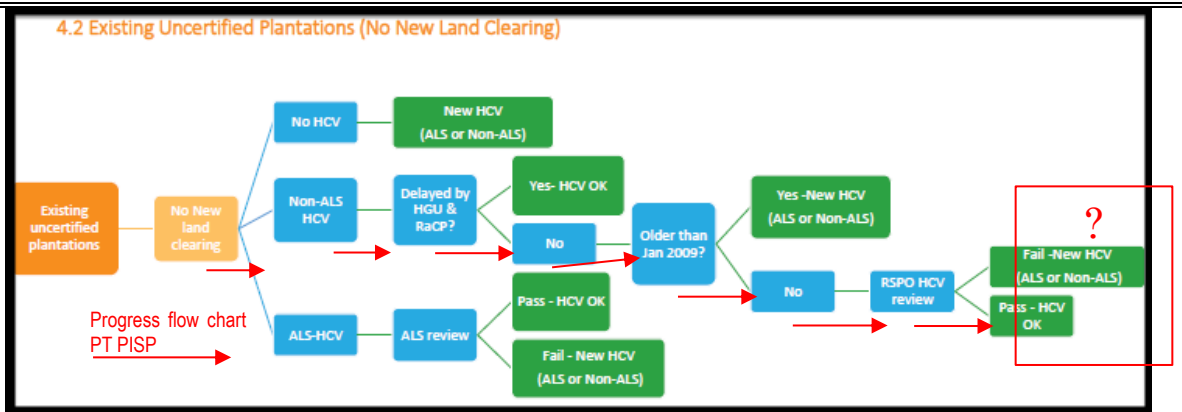 4.2 Existing Uncertified Plantations (No New Land Clearing)
Existing
uncertified
plantations
No New
land
clearing
No HCV
New HCV
(ALS or Non-ALS)
Non-ALS
HCV
Delayed by
HGU &
RaCP?
Yes- HCV OK
No
Older than
Jan 2009?
Yes -New HCV
(ALS or Non-ALS)
No
RSPO HCV
review
?
Fail -New HCV
(ALS or Non-ALS)
Pass - HCV
OK
ALS-HCV
ALS review
Pass - HCV OK
Fail - New HCV
(ALS or Non-ALS)
Progress flow chart
PT PISP